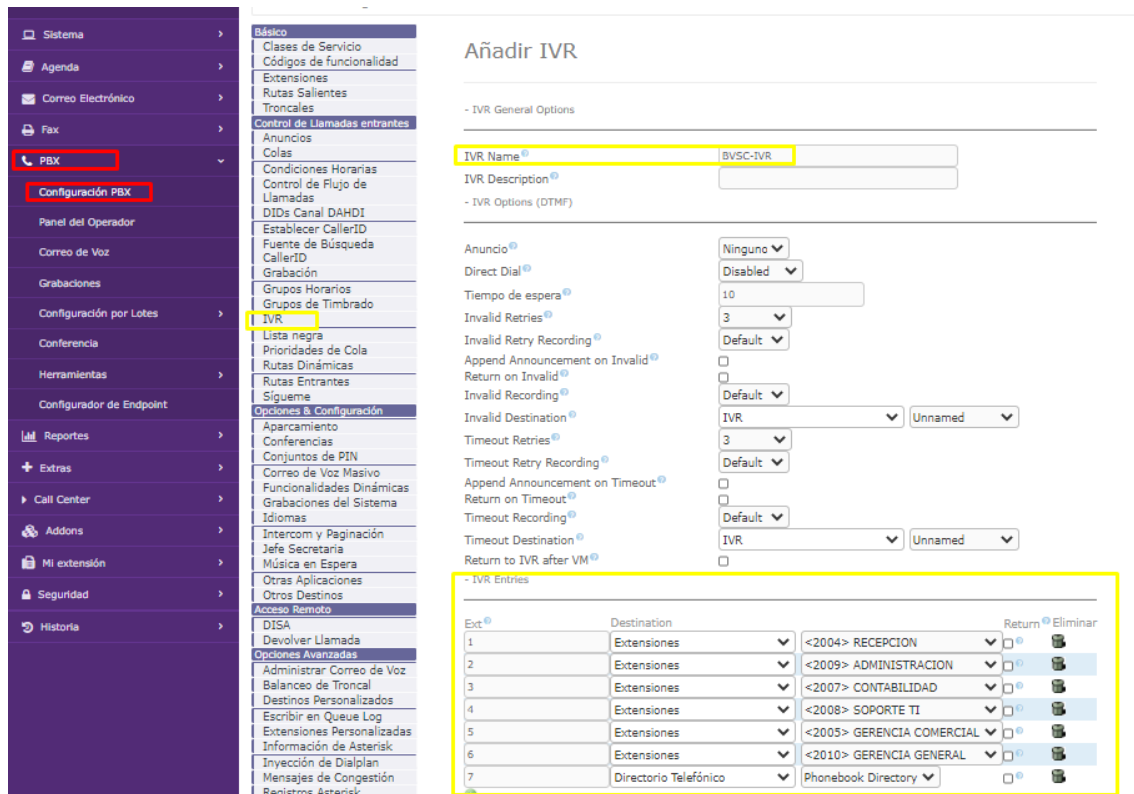 Sistema
Agenda
Correo Electrónico
Fax
PBX
Configuración PBX
Panel del Operador
Correo de Voz
Grabaciones
Configuración por Lotes
Conferencia
Herramientas
Configurador de Endpoint
Reportes
Extras
Call Center
Addons
Mi extensión
Seguridad
Historia
Básico
Clases de Servicio
Códigos de funcionalidad
Extensiones
Rutas Salientes
Troncales
Control de Llamadas entrantes
Anuncios
Colas
Condiciones Horarias
Control de Flujo de
Llamadas
DIDs Canal DAHDI
Establecer CallerID
Fuente de Búsqueda
CallerID
Grabación
Grupos Horarios
Grupos de Timbrado
IVR
Lista negra
Prioridades de Cola
Rutas Dinámicas
Rutas Entrantes
Sígueme
Opciones & Configuración
Aparcamiento
Conferencias
Conjuntos de PIN
Correo de Voz Masivo
Funcionalidades Dinámicas
Grabaciones del Sistema
Idiomas
Intercom y Paginación
Jefe Secretaria
Música en Espera
Otras Aplicaciones
Otros Destinos
Acceso Remoto
DISA
Devolver Llamada
Opciones Avanzadas
Administrar Correo de Voz
Balanceo de Troncal
Destinos Personalizados
Escribir en Queue Log
Extensiones Personalizadas
Información de Asterisk
Inyección de Dialplan
Mensajes de Congestión
Registros Asterisk
Añadir IVR
- IVR General Options
IVR Name BVSC-IVR
IVR Description
- IVR Options (DTMF)
Anuncio Ninguno
Direct Dial Disabled
Tiempo de espera 10
Invalid Retries 3
Invalid Retry Recording Default
Append Announcement on Invalid
Return on Invalid
Invalid Recording Default
Invalid Destination IVR Unnamed
Timeout Retries 3
Timeout Retry Recording Default
Append Announcement on Timeout
Return on Timeout
Timeout Recording Default
Timeout Destination IVR Unnamed
Return to IVR after VM
- IVR Entries
Ext Destination Return Eliminar
1 Extensiones <2004> RECEPCION
2 Extensiones <2009> ADMINISTRACION
3 Extensiones <2007> CONTABILIDAD
4 Extensiones <2008> SOPORTE TI
5 Extensiones <2005> GERENCIA COMERCIAL
6 Extensiones <2010> GERENCIA GENERAL
7 Directorio Telefónico Phonebook Directory